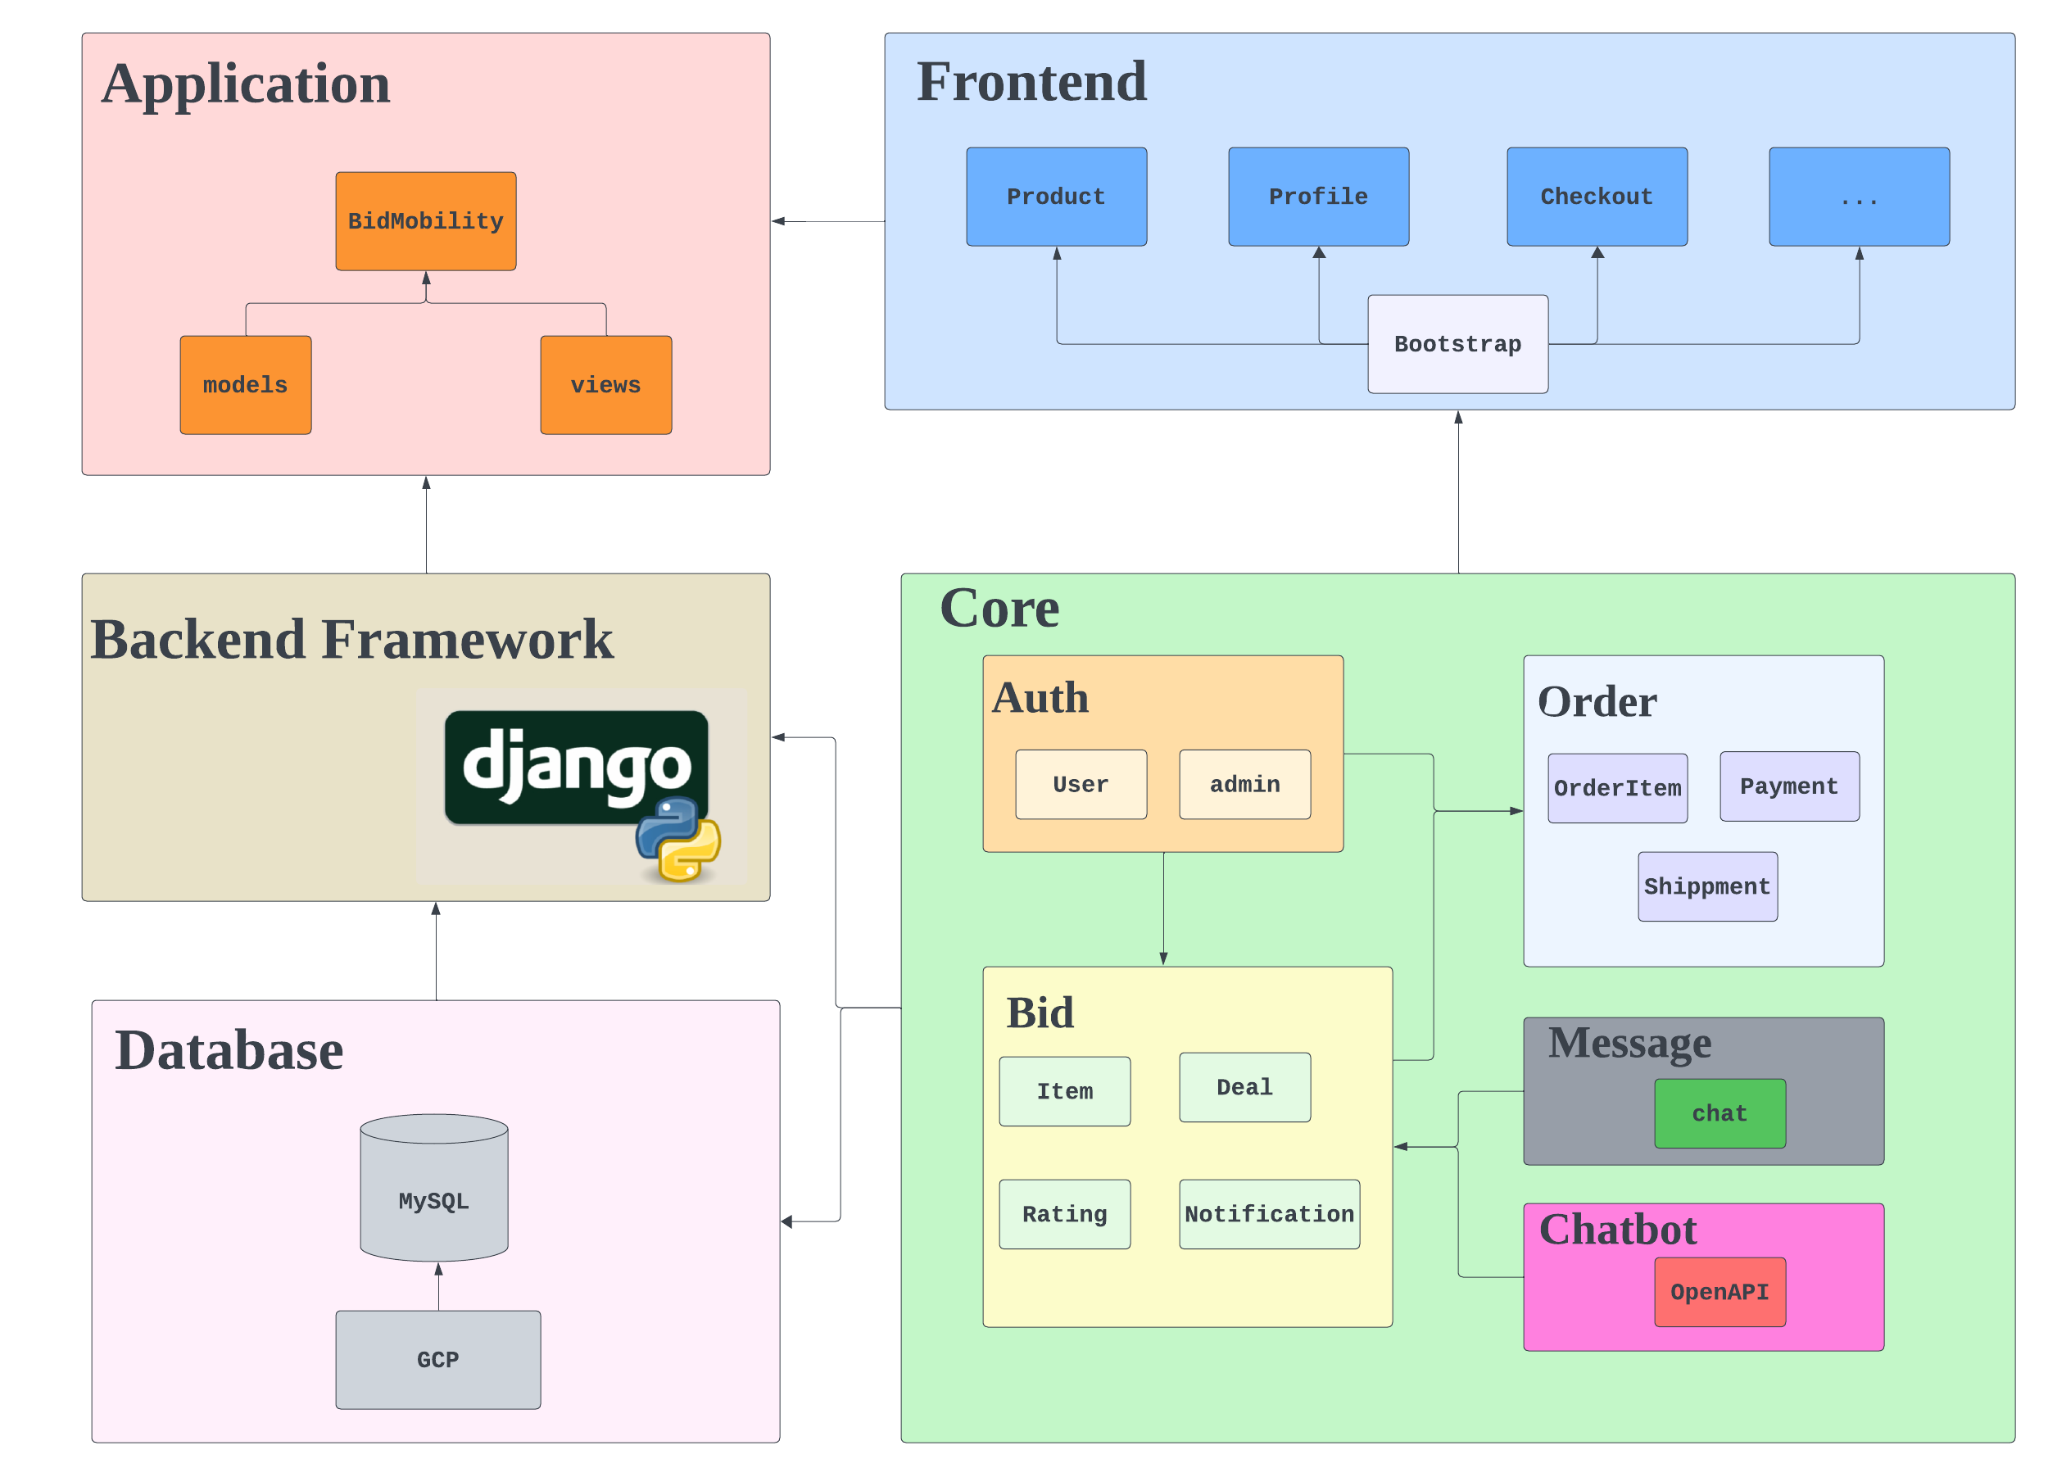 Application
BidMobility
models
views
Frontend
Product
Profile
Checkout
...
Bootstrap
Backend Framework
django
Database
MySQL
GCP
Core
Auth
User
admin
Order
OrderItem
Payment
Shippment
Bid
Item
Deal
Rating
Notification
Message
chat
Chatbot
OpenAPI